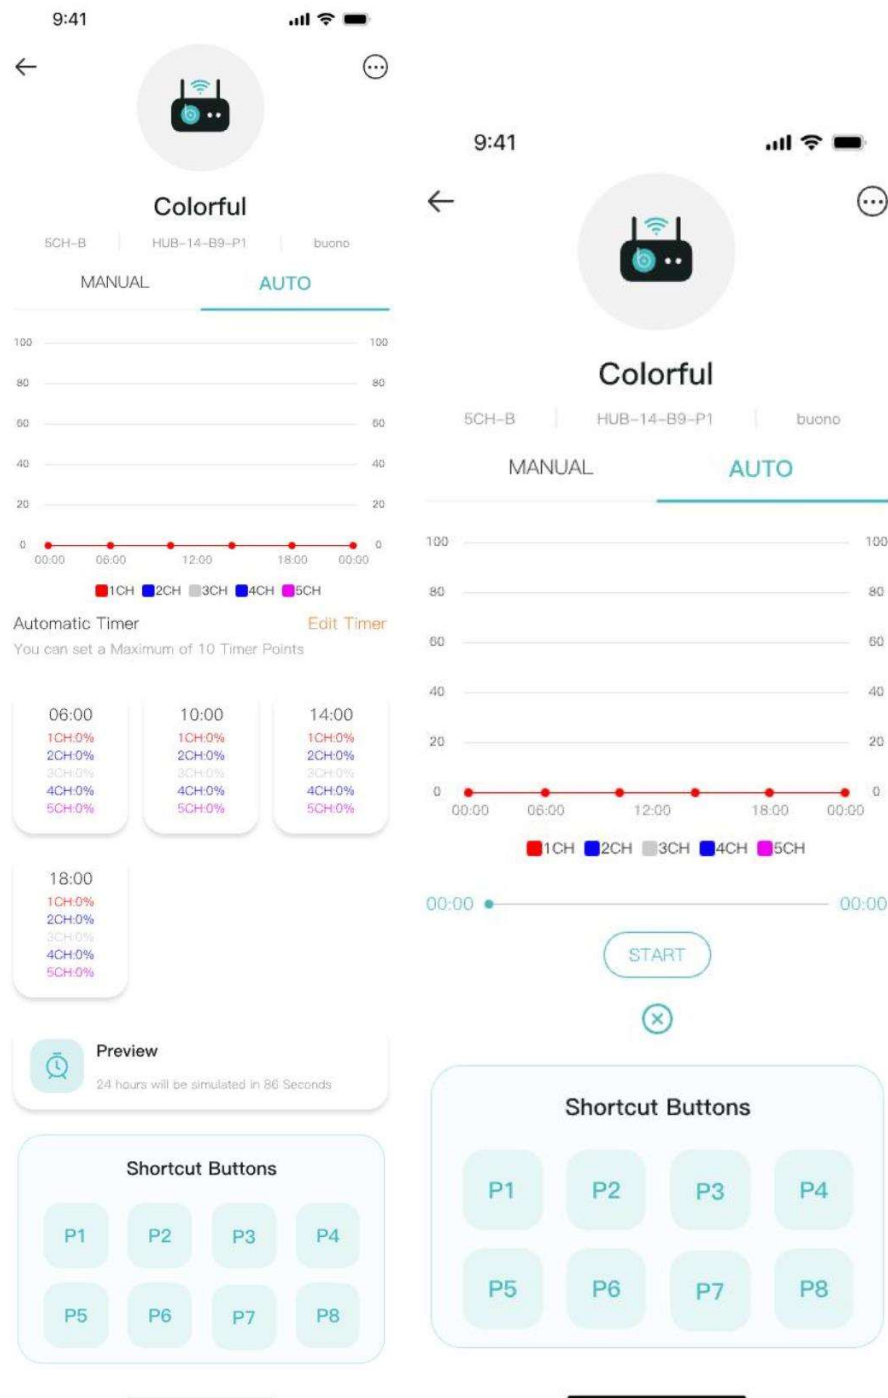 9:41
Colorful
5CH-B HUB-14-B9-P1 buono
MANUAL AUTO
100 100
80 80
60 60
40 40
20 20
0 0
00:00 06:00 12:00 18:00 00:00
1CH 2CH 3CH 4CH 5CH
Automatic Timer Edit Timer
You can set a Maximum of 10 Timer Points
06:00 10:00 14:00
1CH:0% 1CH:0% 1CH:0%
2CH:0% 2CH:0% 2CH:0%
3CH:0% 3CH:0% 3CH:0%
4CH:0% 4CH:0% 4CH:0%
5CH:0% 5CH:0% 5CH:0%
18:00
1CH:0%
2CH:0%
3CH:0%
4CH:0%
5CH:0%
Preview
24 hours will be simulated in 86 Seconds
Shortcut Buttons
P1 P2 P3 P4
P5 P6 P7 P8
9:41
Colorful
5CH-B HUB-14-B9-P1 buono
MANUAL AUTO
100 100
80 80
60 60
40 40
20 20
0 0
00:00 06:00 12:00 18:00 00:00
1CH 2CH 3CH 4CH 5CH
00:00 00:00
START
Shortcut Buttons
P1 P2 P3 P4
P5 P6 P7 P8